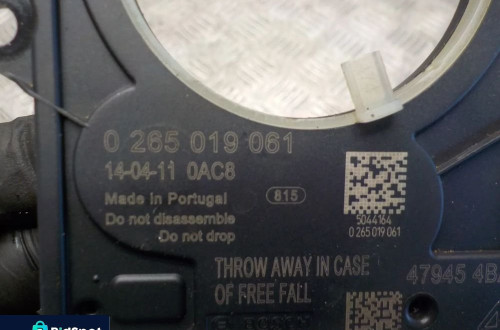 0 265 019 061
14-04-11 0AC8
Made in Portugal
815
Do not disassemble
Do not drop
5044164
0 265 019 061
THROW AWAY IN CASE
OF FREE FALL
47945 4B
BidSpot